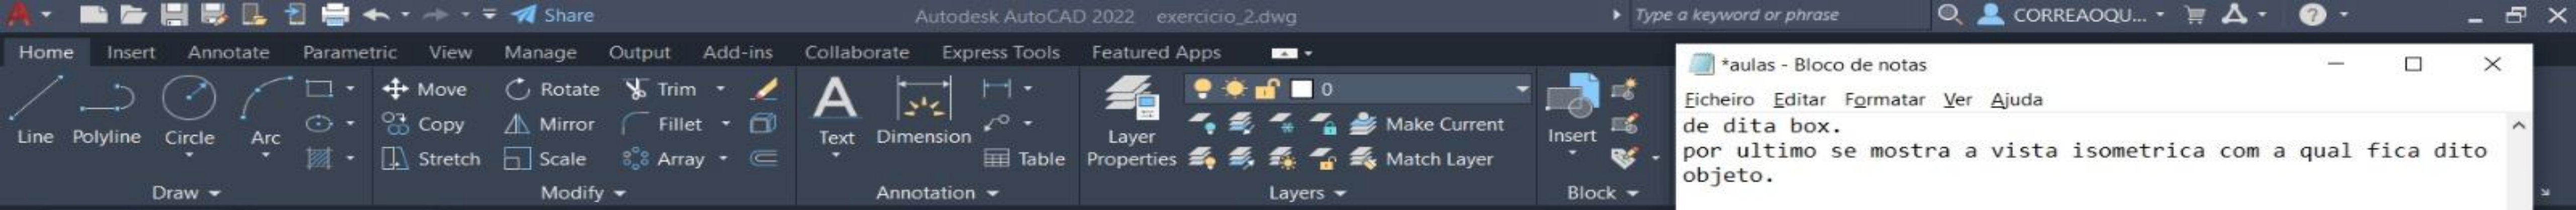 Share
Autodesk AutoCAD 2022 exercicio_2.dwg
Type a keyword or phrase
CORREAOQU...
Home Insert Annotate Parametric View Manage Output Add-ins Collaborate Express Tools Featured Apps
Line Polyline Circle Arc
Draw
Move Rotate Trim
Copy Mirror Fillet
Stretch Scale Array
Modify
Text Dimension Table
Annotation
Layer Properties
0
Make Current
Match Layer
Layers
Insert
Block
*aulas - Bloco de notas
Ficheiro Editar Formatar Ver Ajuda
de dita box.
por ultimo se mostra a vista isometrica com a qual fica dito
objeto.